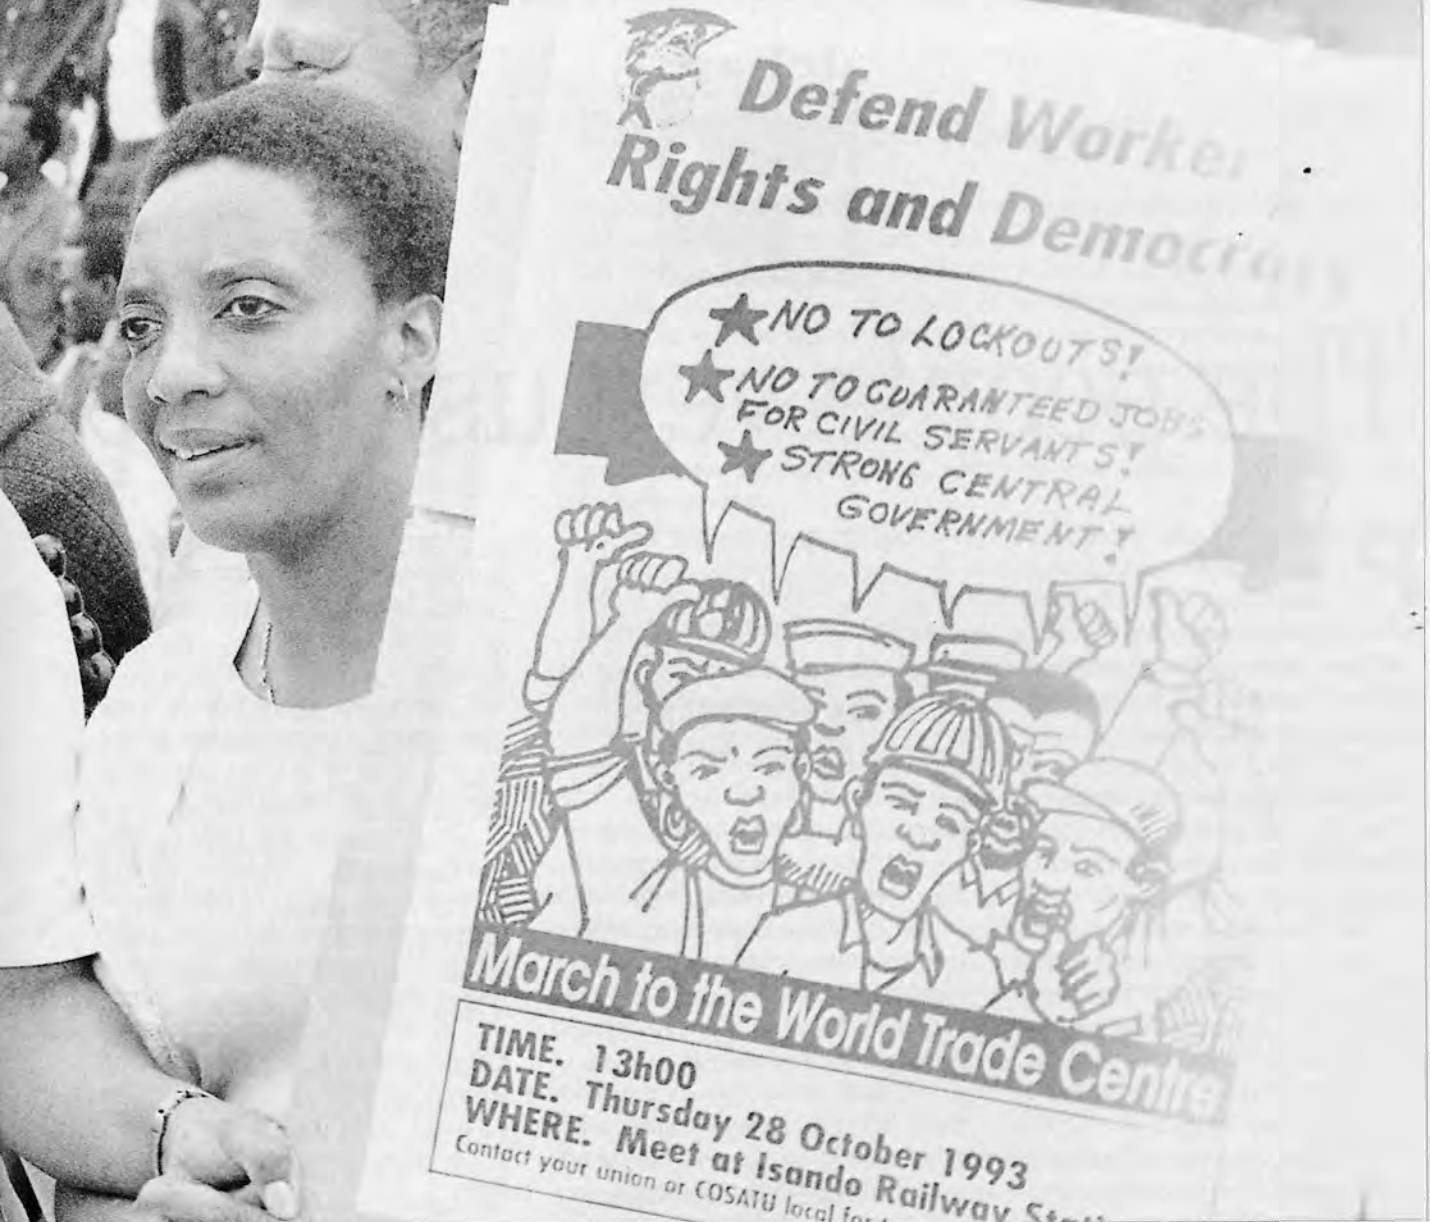 Defend Worker
Rights and Democracy
NO TO LOCKOUTS!
NO TO GUARANTEED JOBS
FOR CIVIL SERVANTS!
STRONG CENTRAL
GOVERNMENT!
March to the World Trade Centre
TIME. 13h00
DATE. Thursday 28 October 1993
WHERE. Meet at Isando Railway
Contact your union or COSATU local for